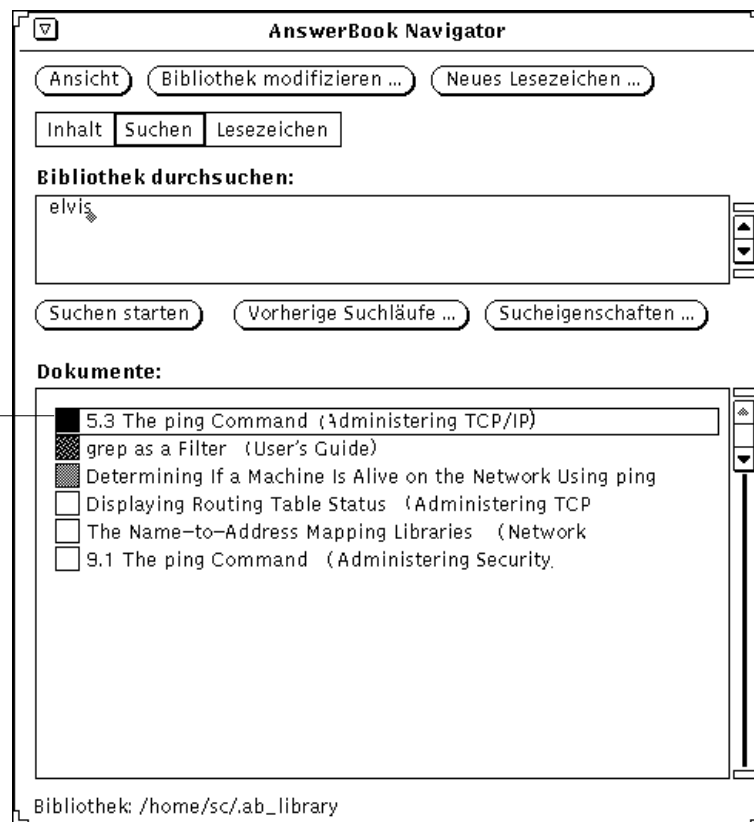 AnswerBook Navigator
Ansicht Bibliothek modifizieren ... Neues Lesezeichen ...
Inhalt Suchen Lesezeichen
Bibliothek durchsuchen:
elvis
Suchen starten Vorherige Suchläufe ... Sucheigenschaften ...
Dokumente:
5.3 The ping Command (Administering TCP/IP)
grep as a Filter (User's Guide)
Determining If a Machine Is Alive on the Network Using ping
Displaying Routing Table Status (Administering TCP
The Name-to-Address Mapping Libraries (Network
9.1 The ping Command (Administering Security
Bibliothek: /home/sc/.ab_library